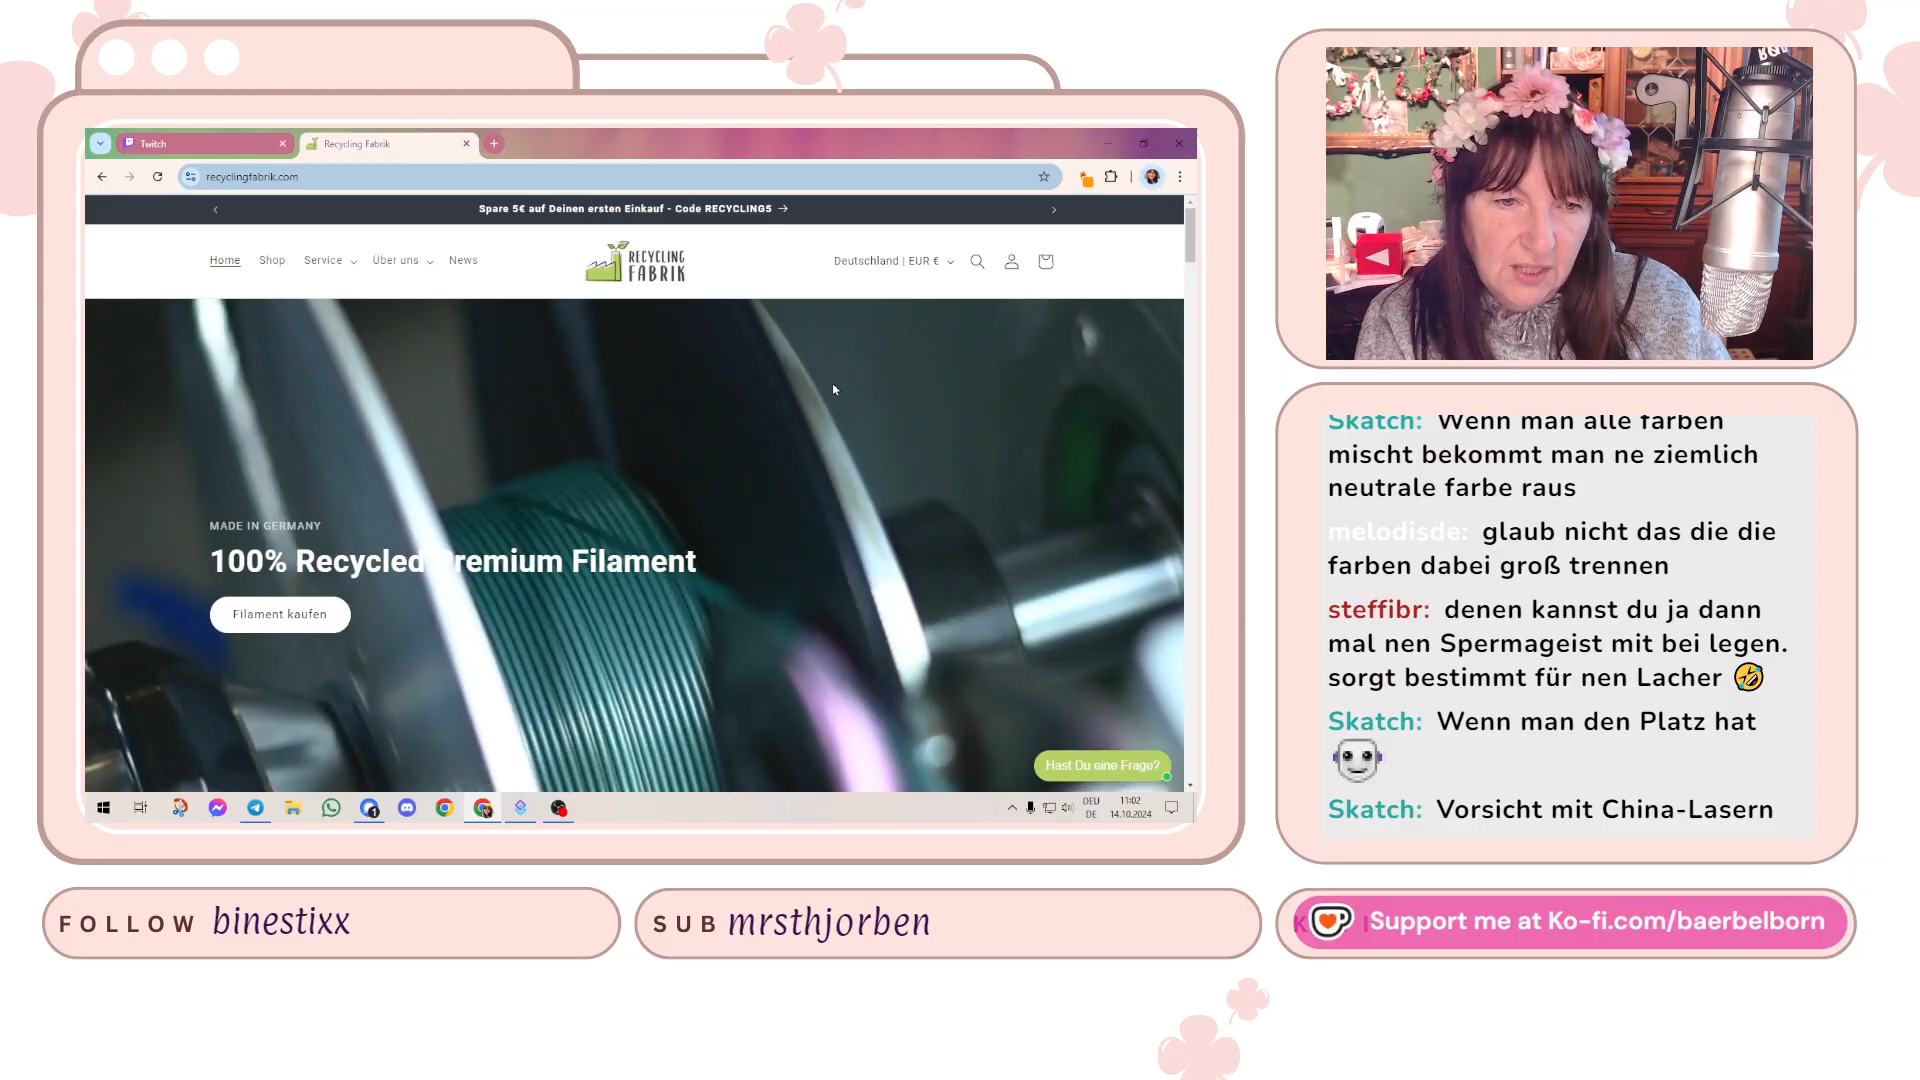 Twitch
Recycling Fabrik
recyclingfabrik.com
Spare 5€ auf Deinen ersten Einkauf - Code RECYCLING5 →
Home Shop Service Über uns News
RECYCLING
FABRIK
Deutschland | EUR €
MADE IN GERMANY
100% Recycled Premium Filament
Filament kaufen
Hast Du eine Frage?
DEU
DE
11:02
14.10.2024
Skatch: Wenn man alle farben
mischt bekommt man ne ziemlich
neutrale farbe raus
melodisde: glaub nicht das die die
farben dabei groß trennen
steffibr: denen kannst du ja dann
mal nen Spermageist mit bei legen.
sorgt bestimmt für nen Lacher 🤣
Skatch: Wenn man den Platz hat
Skatch: Vorsicht mit China-Lasern
FOLLOW binestixx
SUB mrsthjorben
Support me at Ko-fi.com/baerbelborn